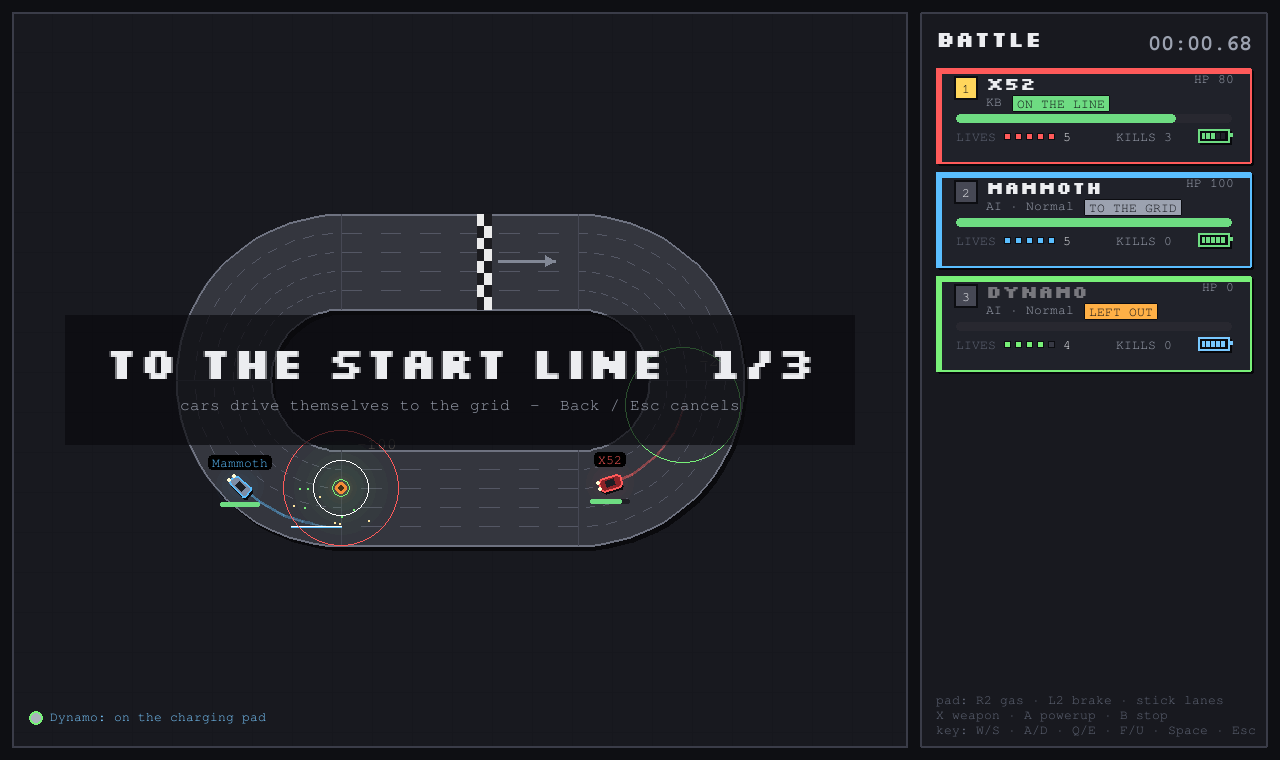 BATTLE 00:00.68
1 X52 HP 80
KB ON THE LINE
LIVES 5 KILLS 3
2 MAMMOTH HP 100
AI · Normal TO THE GRID
LIVES 5 KILLS 0
3 DYNAMO HP 0
AI · Normal LEFT OUT
LIVES 4 KILLS 0
TO THE START LINE 1/3
cars drive themselves to the grid – Back / Esc cancels
Mammoth
X52
Dynamo: on the charging pad
pad: R2 gas · L2 brake · stick lanes
X weapon · A powerup · B stop
key: W/S · A/D · Q/E · F/U · Space · Esc